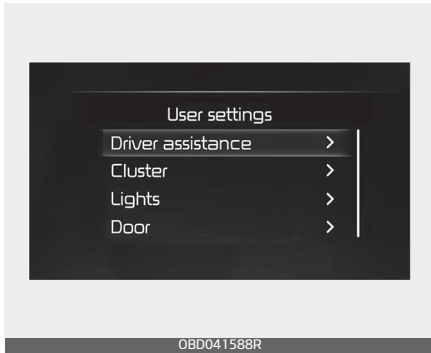 User settings
Driver assistance >
Cluster >
Lights >
Door >
OBD041588R